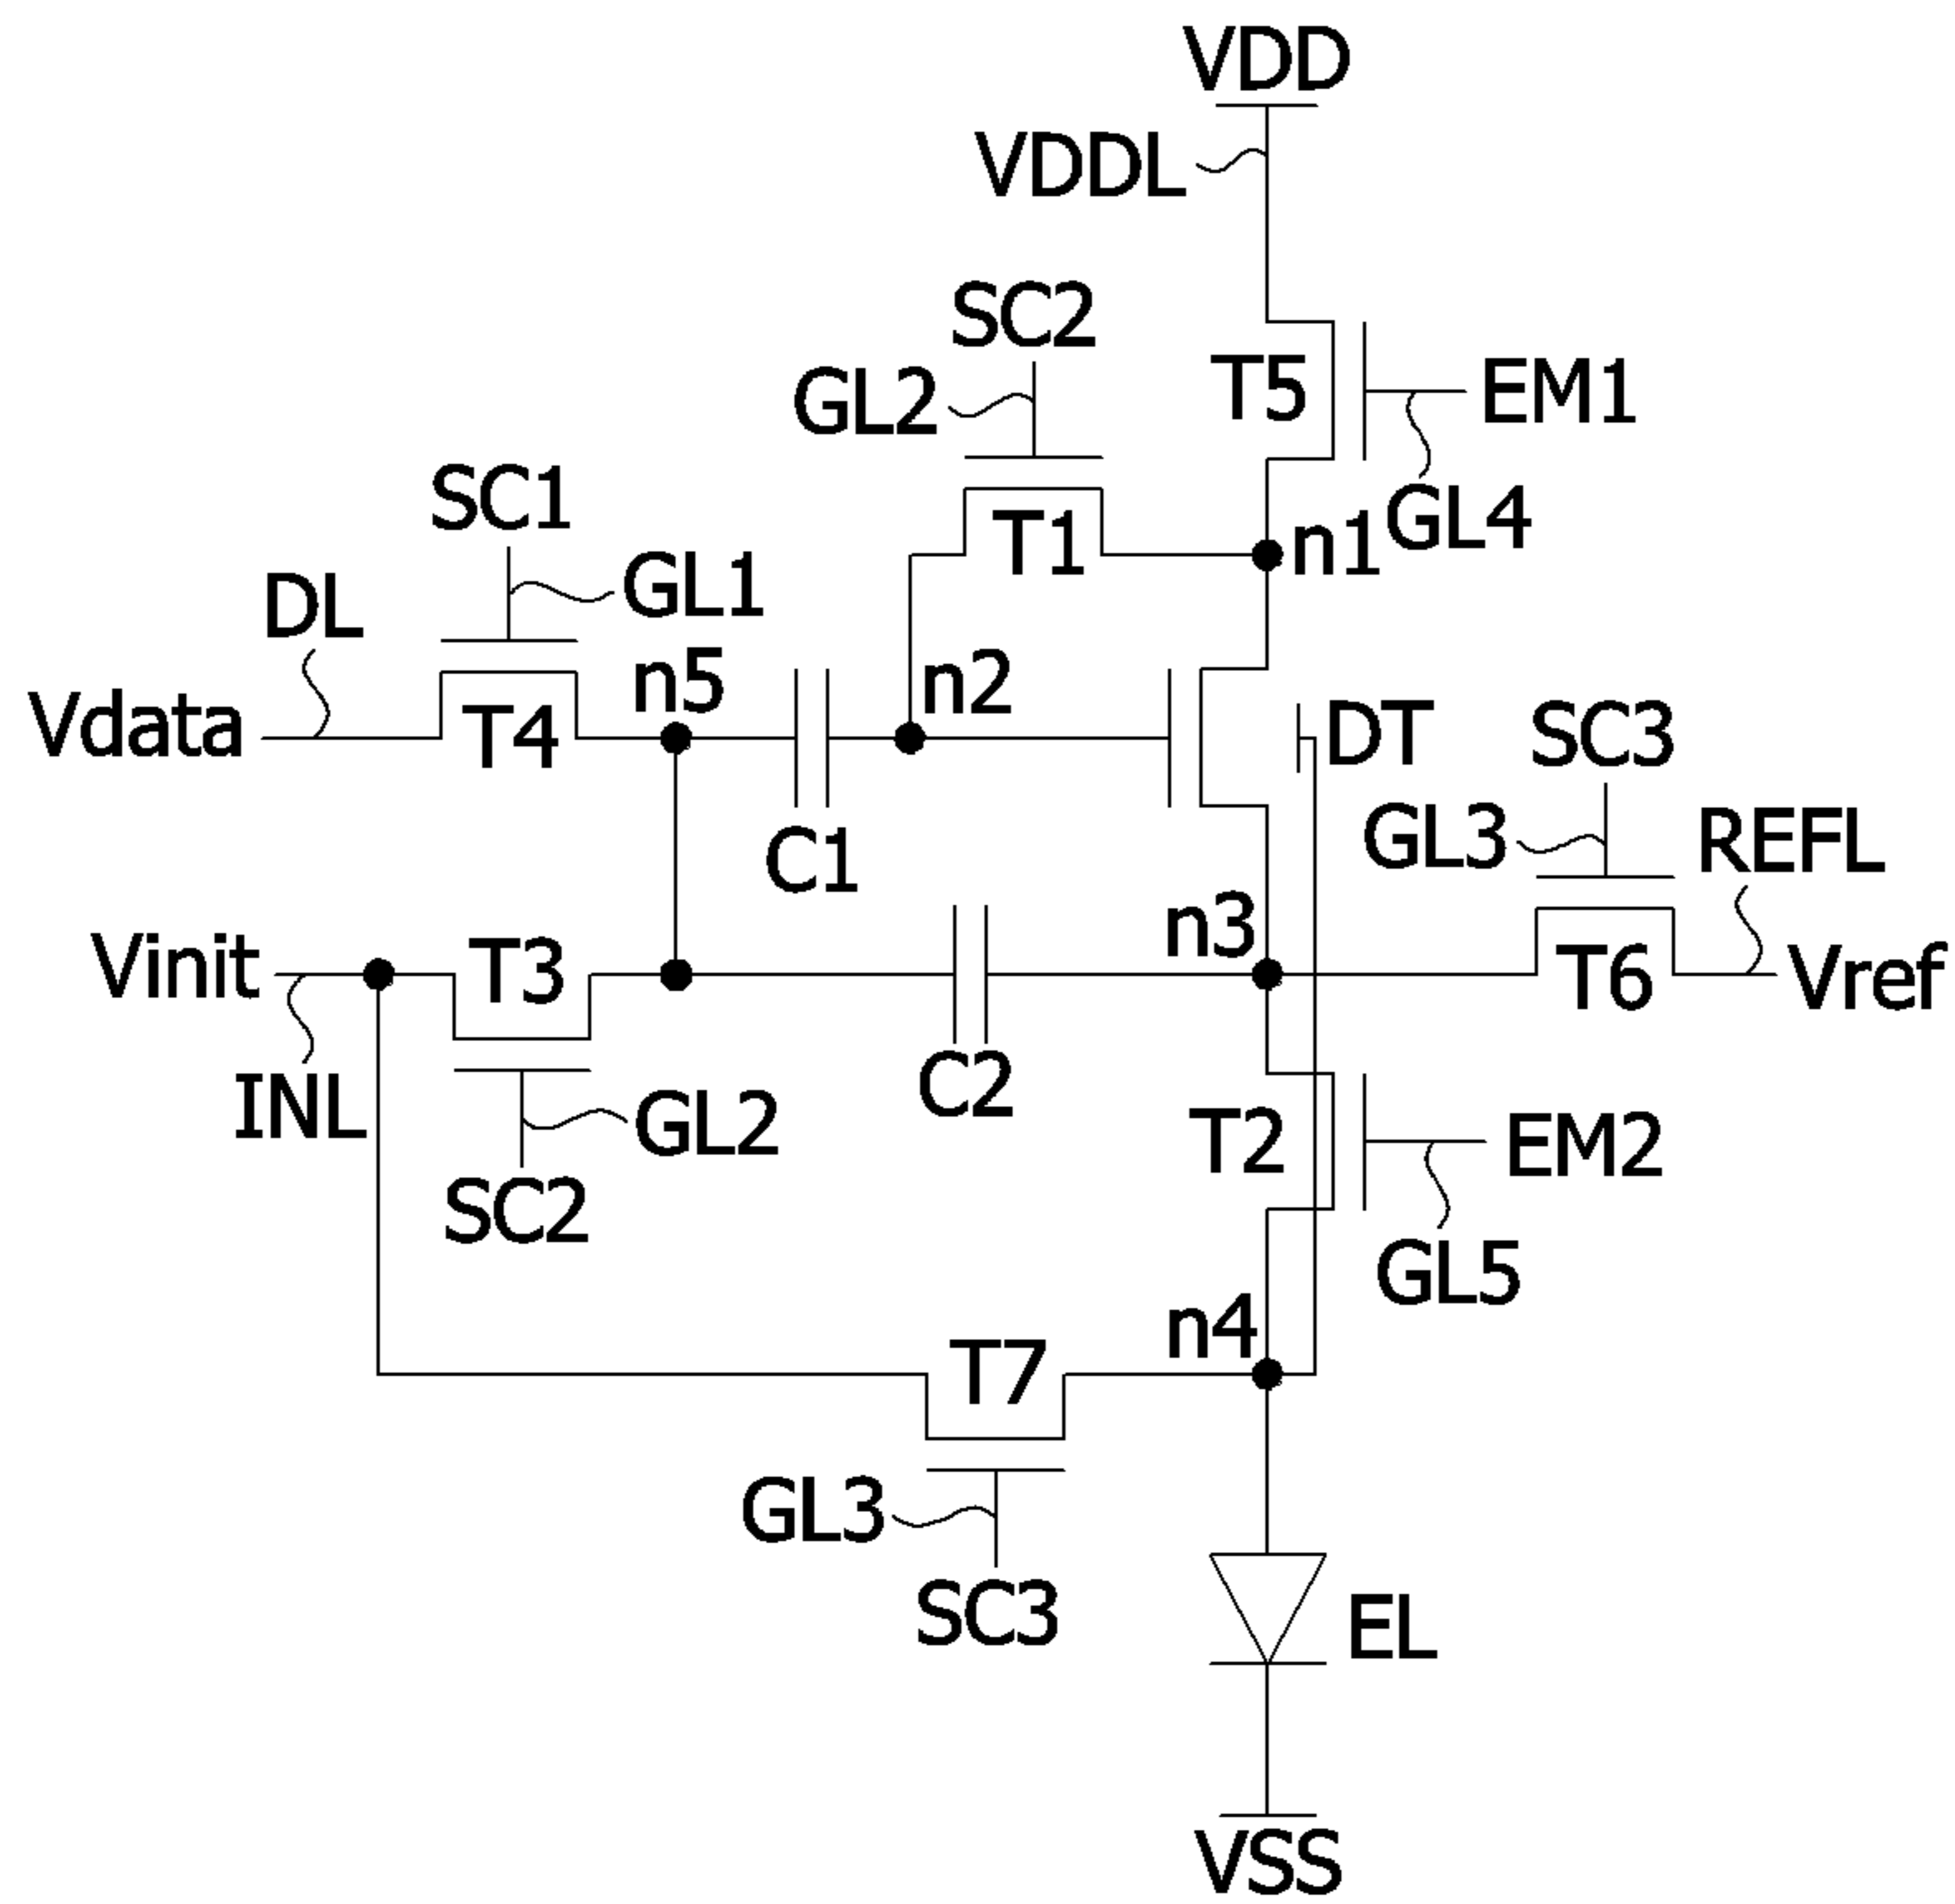 VDD
VDDL
SC2
GL2
T5
EM1
GL4
SC1
GL1
T1
n1
DL
n5
n2
Vdata
T4
DT
SC3
C1
GL3
REFL
n3
Vinit
T3
T6
Vref
INL
GL2
C2
T2
EM2
SC2
GL5
n4
T7
GL3
SC3
EL
VSS